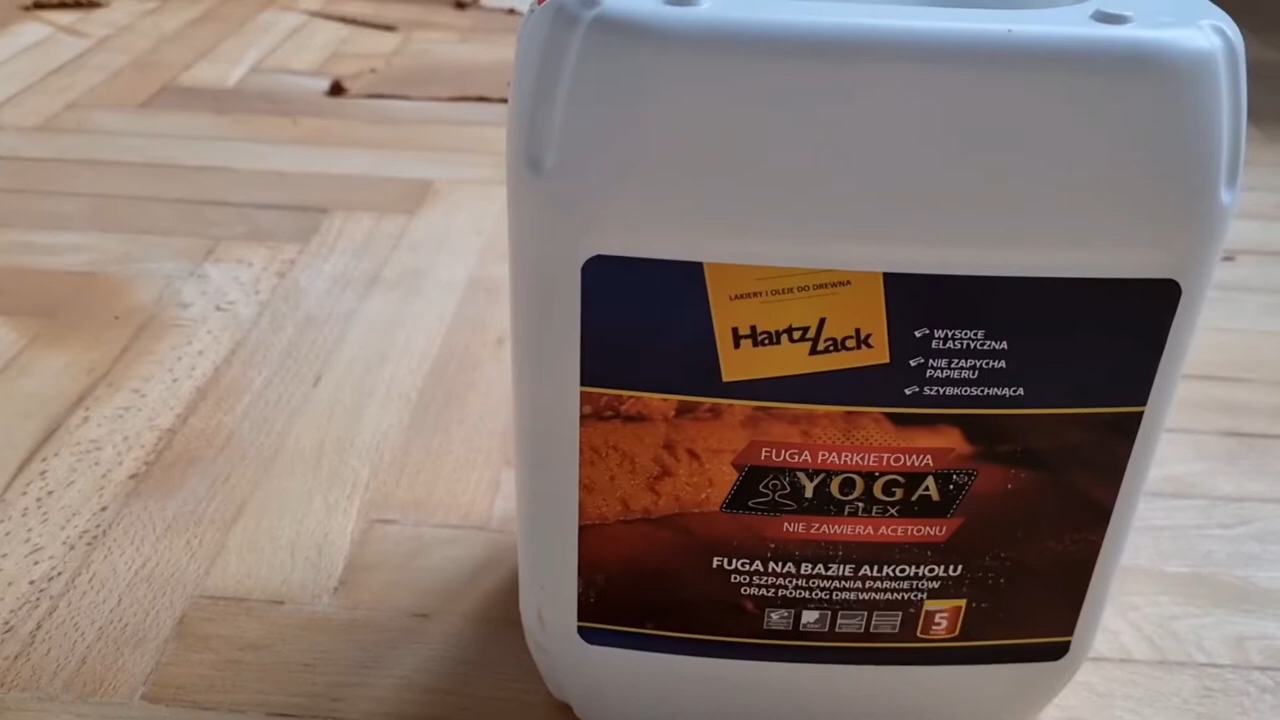 LAKIERY I OLEJE DO DREWNA
HartzLack
WYSOCE
ELASTYCZNA
NIE ZAPYCHA
PAPIERU
SZYBKOSCHNĄCA
FUGA PARKIETOWA
YOGA
FLEX
NIE ZAWIERA ACETONU
FUGA NA BAZIE ALKOHOLU
DO SZPACHLOWANIA PARKIETÓW
ORAZ PODŁÓG DREWNIANYCH
5